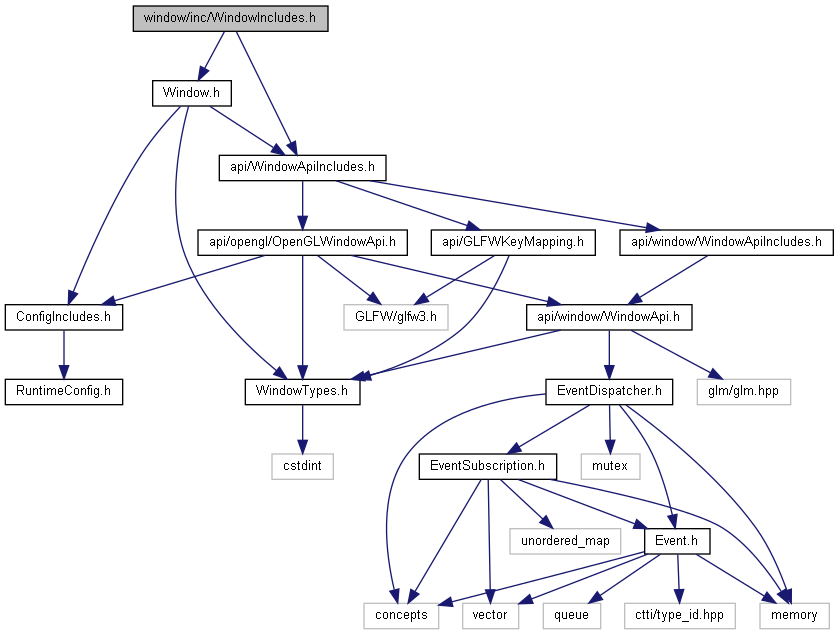 window/inc/WindowIncludes.h
Window.h
api/WindowApiIncludes.h
api/opengl/OpenGLWindowApi.h
api/GLFWKeyMapping.h
api/window/WindowApiIncludes.h
ConfigIncludes.h
GLFW/glfw3.h
api/window/WindowApi.h
RuntimeConfig.h
WindowTypes.h
EventDispatcher.h
glm/glm.hpp
cstdint
EventSubscription.h
mutex
unordered_map
Event.h
concepts
vector
queue
ctti/type_id.hpp
memory